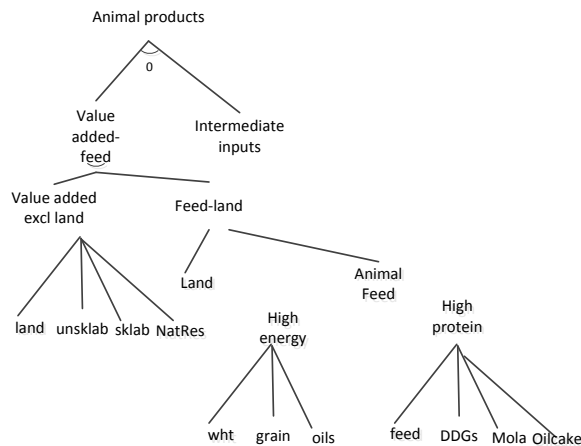 Animal products
0
Value
added-
feed
Intermediate
inputs
Value added
excl land
Feed-land
Land
Animal
Feed
land unsklab sklab NatRes
High
energy
High
protein
wht grain oils
feed DDGs Mola Oilcake